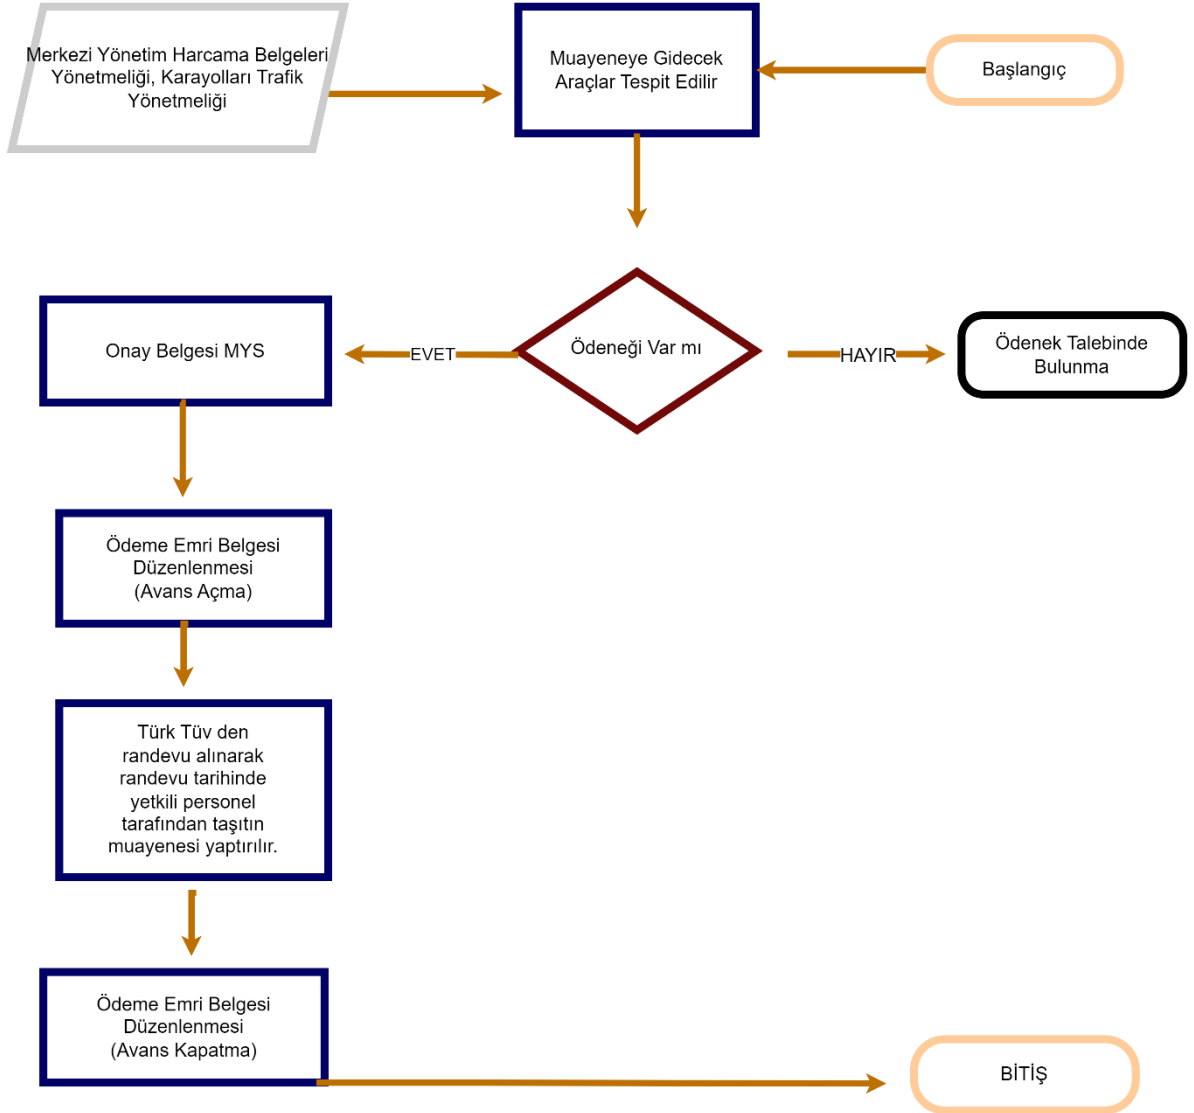 Merkezi Yönetim Harcama Belgeleri
Yönetmeliği, Karayolları Trafik
Yönetmeliği
Muayeneye Gidecek
Araçlar Tespit Edilir
Başlangıç
Onay Belgesi MYS
EVET
Ödeneği Var mı
HAYIR
Ödenek Talebinde
Bulunma
Ödeme Emri Belgesi
Düzenlenmesi
(Avans Açma)
Türk Tüv den
randevu alınarak
randevu tarihinde
yetkili personel
tarafından taşıtın
muayenesi yaptırılır.
Ödeme Emri Belgesi
Düzenlenmesi
(Avans Kapatma)
BİTİŞ